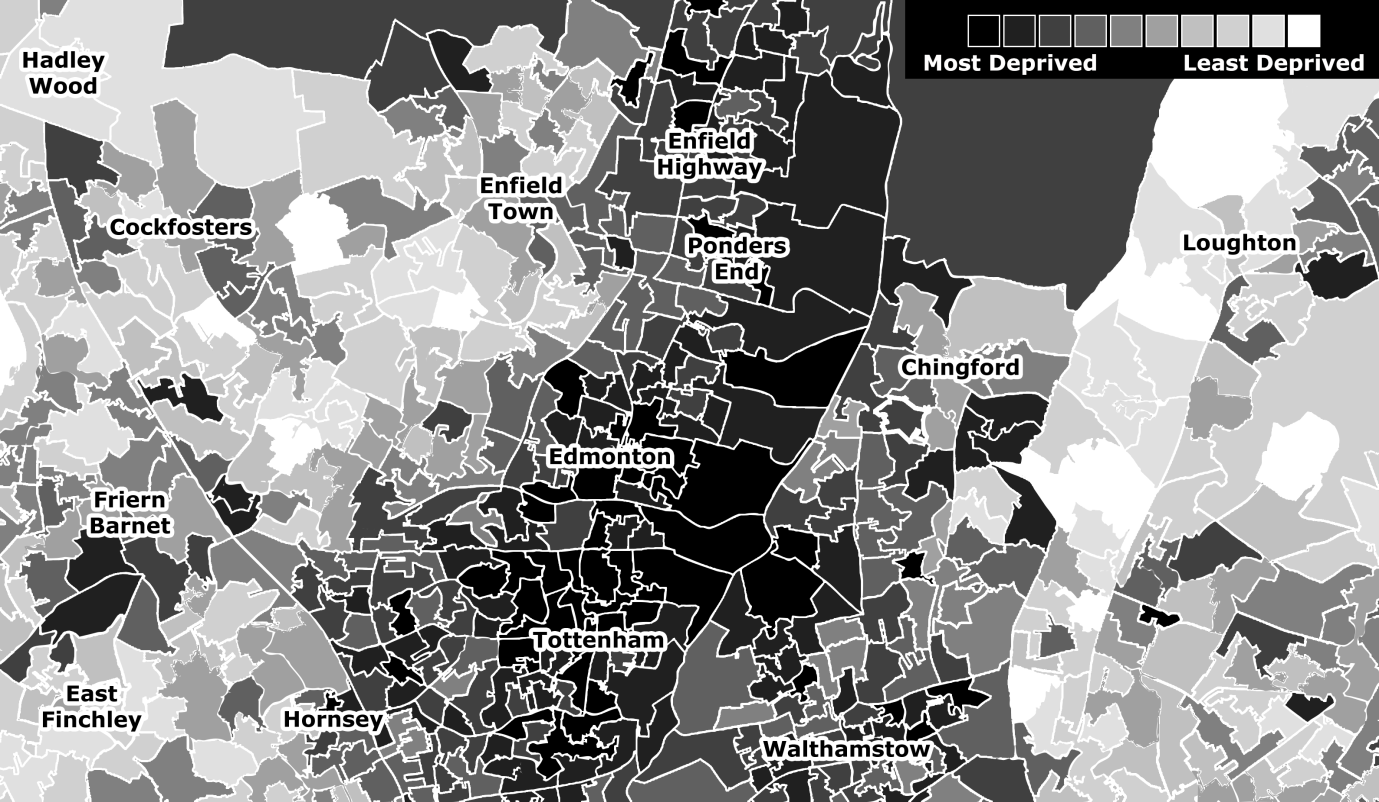 Most Deprived Least Deprived
Hadley
Wood
Enfield
Highway
Enfield
Town
Cockfosters
Ponders
End
Loughton
Chingford
Edmonton
Friern
Barnet
Tottenham
East
Finchley
Hornsey
Walthamstow